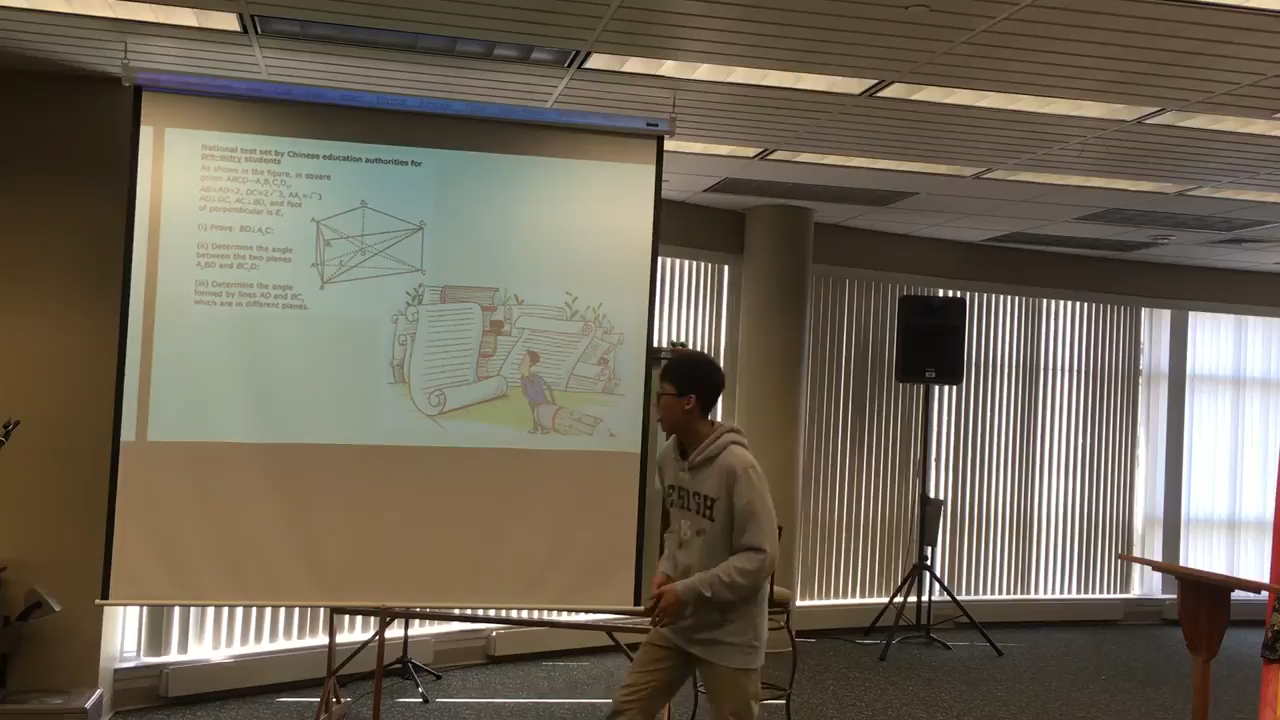 National test set by Chinese education authorities for
pre-entry students
As shown in the figure, in square
prism ABCD—A₁B₁C₁D₁,
AB=AD=2, DC=2√3, AA₁=√3
AD⊥DC, AC⊥BD, and foot
of perpendicular is E,
(i) Prove: BD⊥A₁C:
(ii) Determine the angle
between the two planes
A₁BD and BC₁D:
(iii) Determine the angle
formed by lines AD and BC₁
which are in different planes.
EHIGH